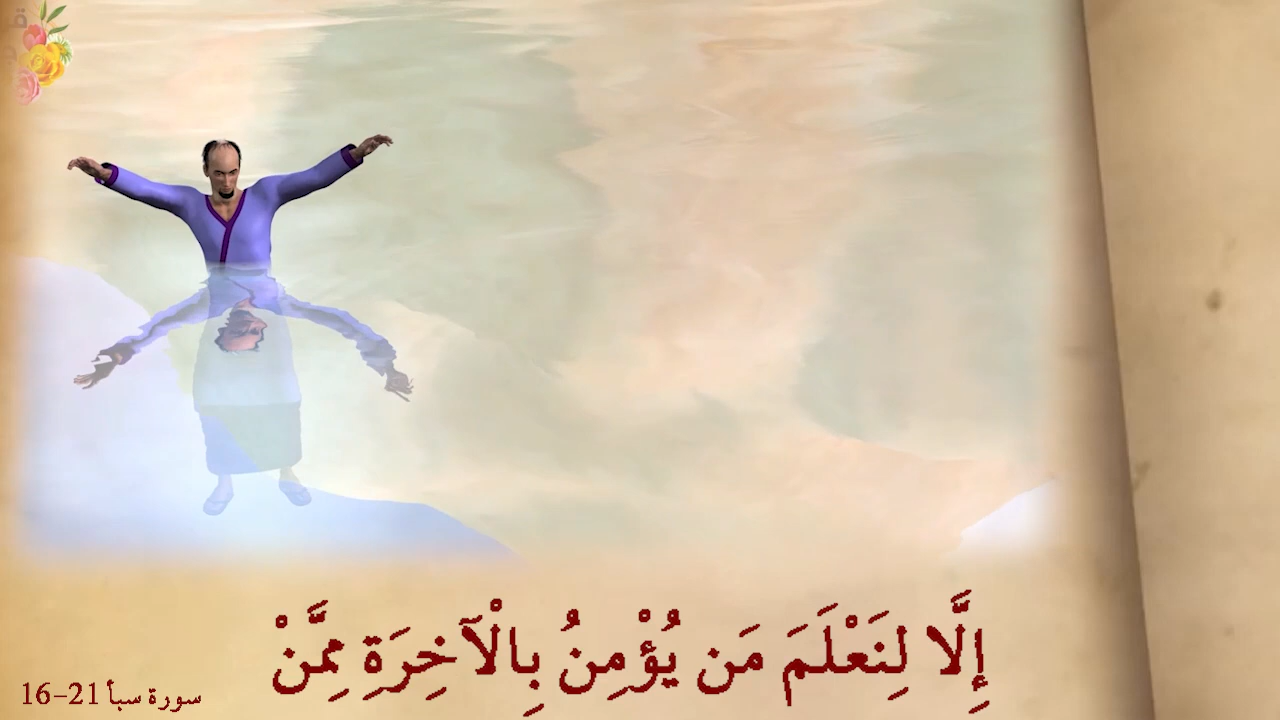 إِلَّا لِنَعْلَمَ مَن يُؤْمِنُ بِالْآخِرَةِ مِمَّنْ
سورة سبأ 21-16